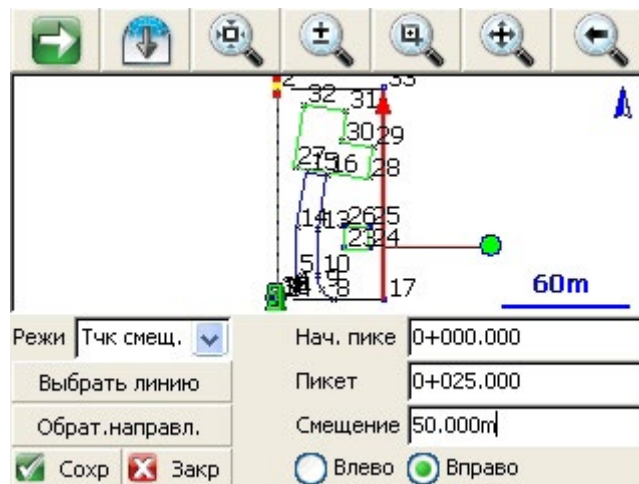 2 33
32 31
30 29
27 15 16 28
14 13 26 25
23 24
5 10 9
8 17
60m
Режи Тчк смещ. Нач. пике 0+000.000
Выбрать линию Пикет 0+025.000
Обрат.направл. Смещение 50.000m
Сохр Закр Влево Вправо